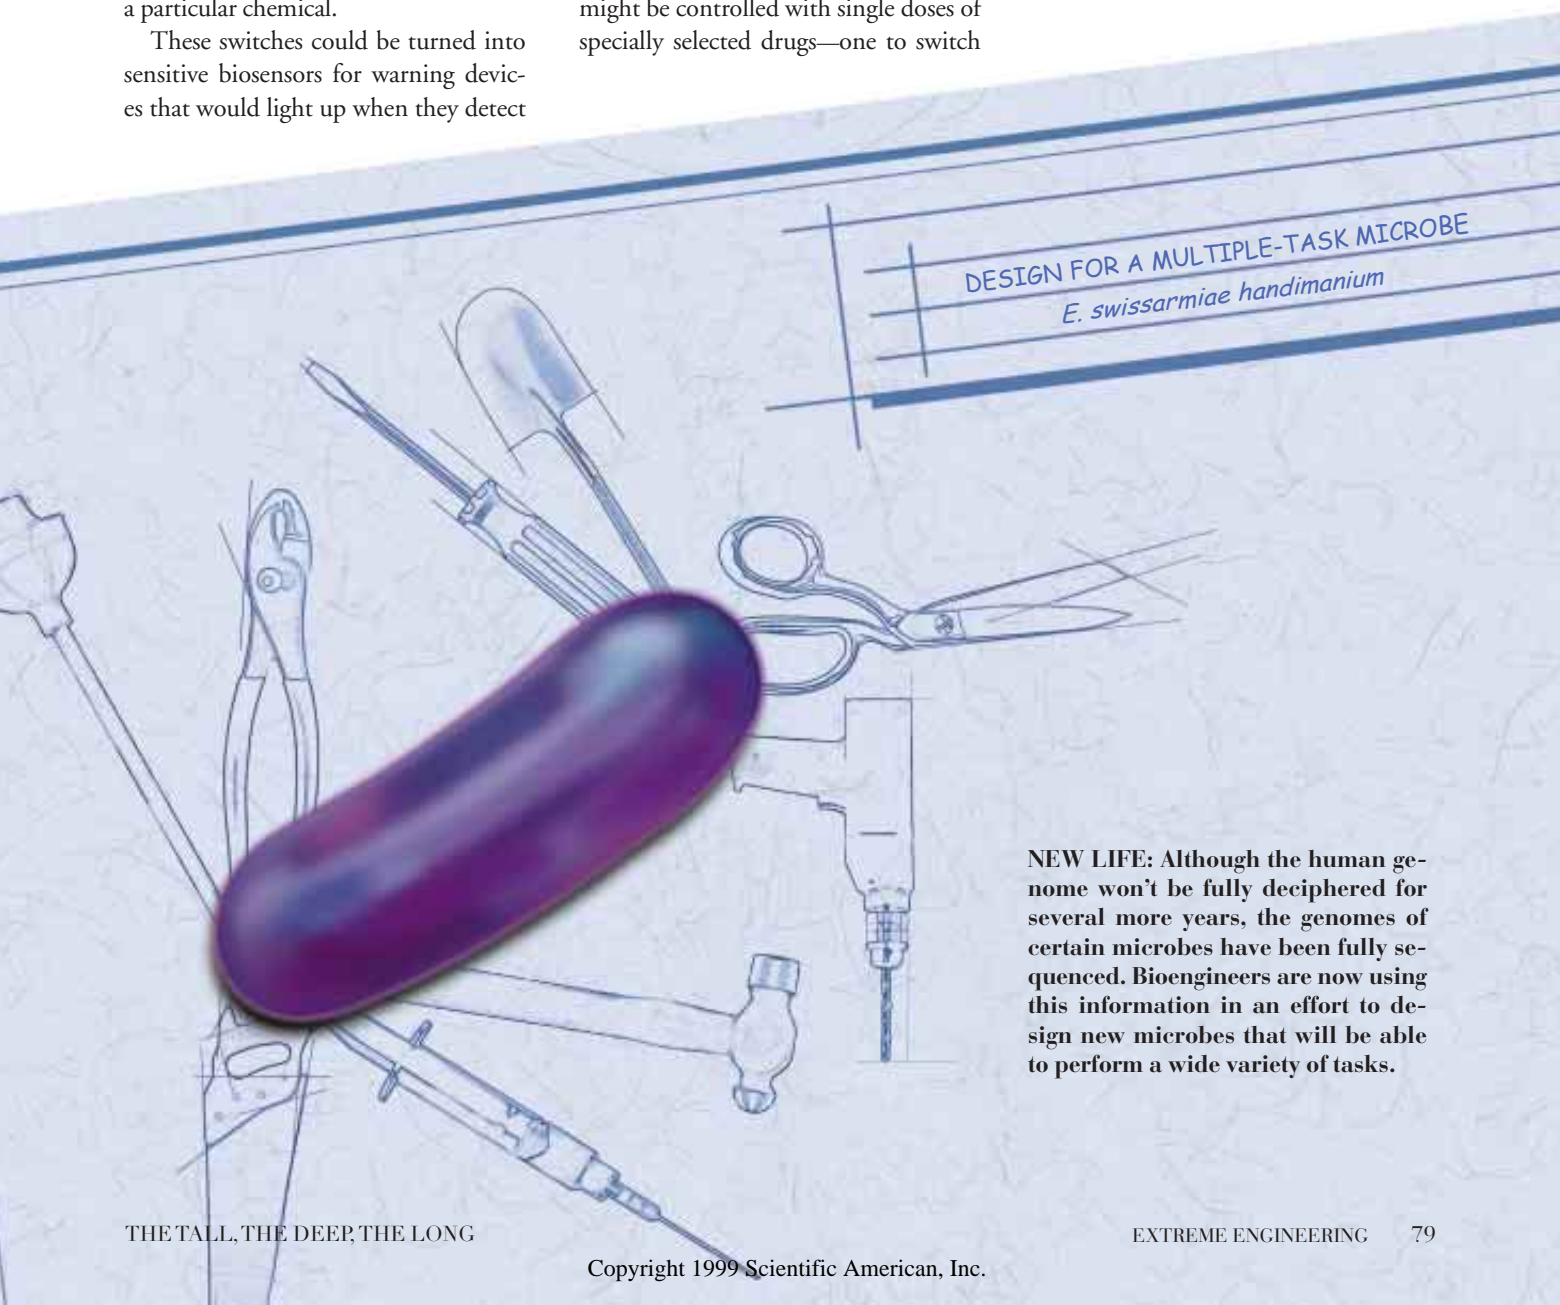 a particular chemical.
These switches could be turned into
sensitive biosensors for warning devic-
es that would light up when they detect
might be controlled with single doses of
specially selected drugs—one to switch
DESIGN FOR A MULTIPLE-TASK MICROBE
E. swissarmiae handimanium
NEW LIFE: Although the human ge-
nome won’t be fully deciphered for
several more years, the genomes of
certain microbes have been fully se-
quenced. Bioengineers are now using
this information in an effort to de-
sign new microbes that will be able
to perform a wide variety of tasks.
THE TALL, THE DEEP, THE LONG
EXTREME ENGINEERING 79
Copyright 1999 Scientific American, Inc.